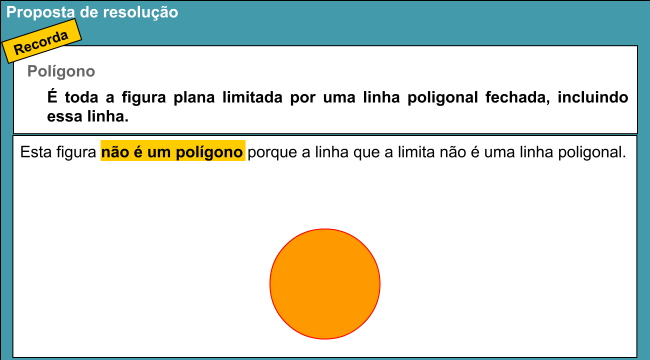 Proposta de resolução
Recorda
Polígono
É toda a figura plana limitada por uma linha poligonal fechada, incluindo
essa linha.
Esta figura não é um polígono porque a linha que a limita não é uma linha poligonal.